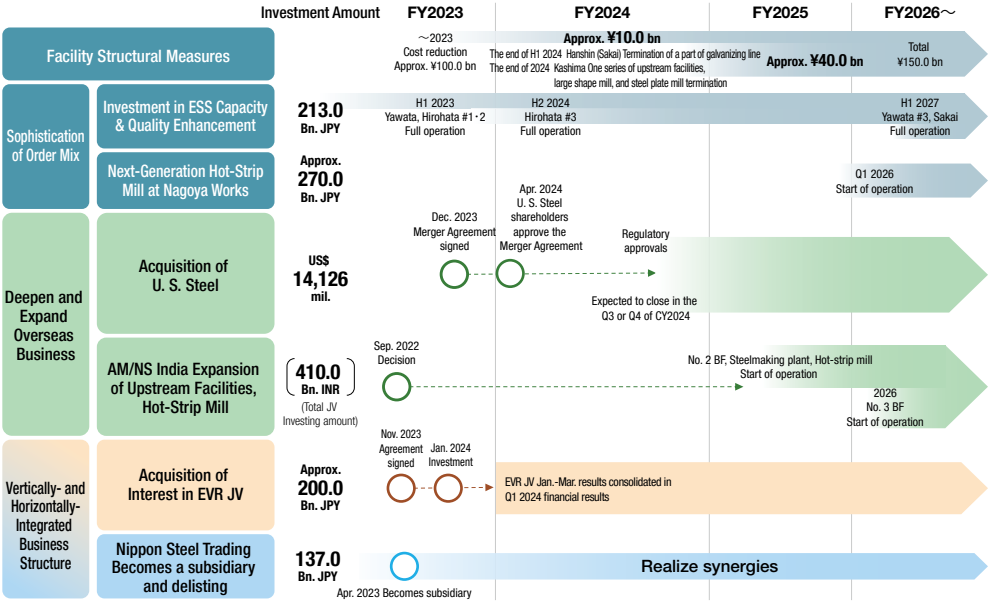 Investment Amount FY2023 FY2024 FY2025 FY2026～
Facility Structural Measures
～2023
Cost reduction
Approx. ¥100.0 bn
Approx. ¥10.0 bn
The end of H1 2024 Hanshin (Sakai) Termination of a part of galvanizing line
The end of 2024 Kashima One series of upstream facilities,
large shape mill, and steel plate mill termination
Approx. ¥40.0 bn
Total
¥150.0 bn
Sophistication
of Order Mix
Investment in ESS Capacity
& Quality Enhancement
213.0
Bn. JPY
H1 2023
Yawata, Hirohata #1・2
Full operation
H2 2024
Hirohata #3
Full operation
H1 2027
Yawata #3, Sakai
Full operation
Next-Generation Hot-Strip
Mill at Nagoya Works
Approx.
270.0
Bn. JPY
Q1 2026
Start of operation
Deepen and
Expand
Overseas
Business
Acquisition of
U. S. Steel
US$
14,126
mil.
Dec. 2023
Merger Agreement
signed
Apr. 2024
U. S. Steel
shareholders
approve the
Merger Agreement
Regulatory
approvals
Expected to close in the
Q3 or Q4 of CY2024
AM/NS India Expansion
of Upstream Facilities,
Hot-Strip Mill
410.0
Bn. INR
(Total JV
Investing amount)
Sep. 2022
Decision
No. 2 BF, Steelmaking plant, Hot-strip mill
Start of operation
2026
No. 3 BF
Start of operation
Vertically- and
Horizontally-
Integrated
Business
Structure
Acquisition of
Interest in EVR JV
Approx.
200.0
Bn. JPY
Nov. 2023
Agreement
signed
Jan. 2024
Investment
EVR JV Jan.-Mar. results consolidated in
Q1 2024 financial results
Nippon Steel Trading
Becomes a subsidiary
and delisting
137.0
Bn. JPY
Apr. 2023 Becomes subsidiary
Realize synergies